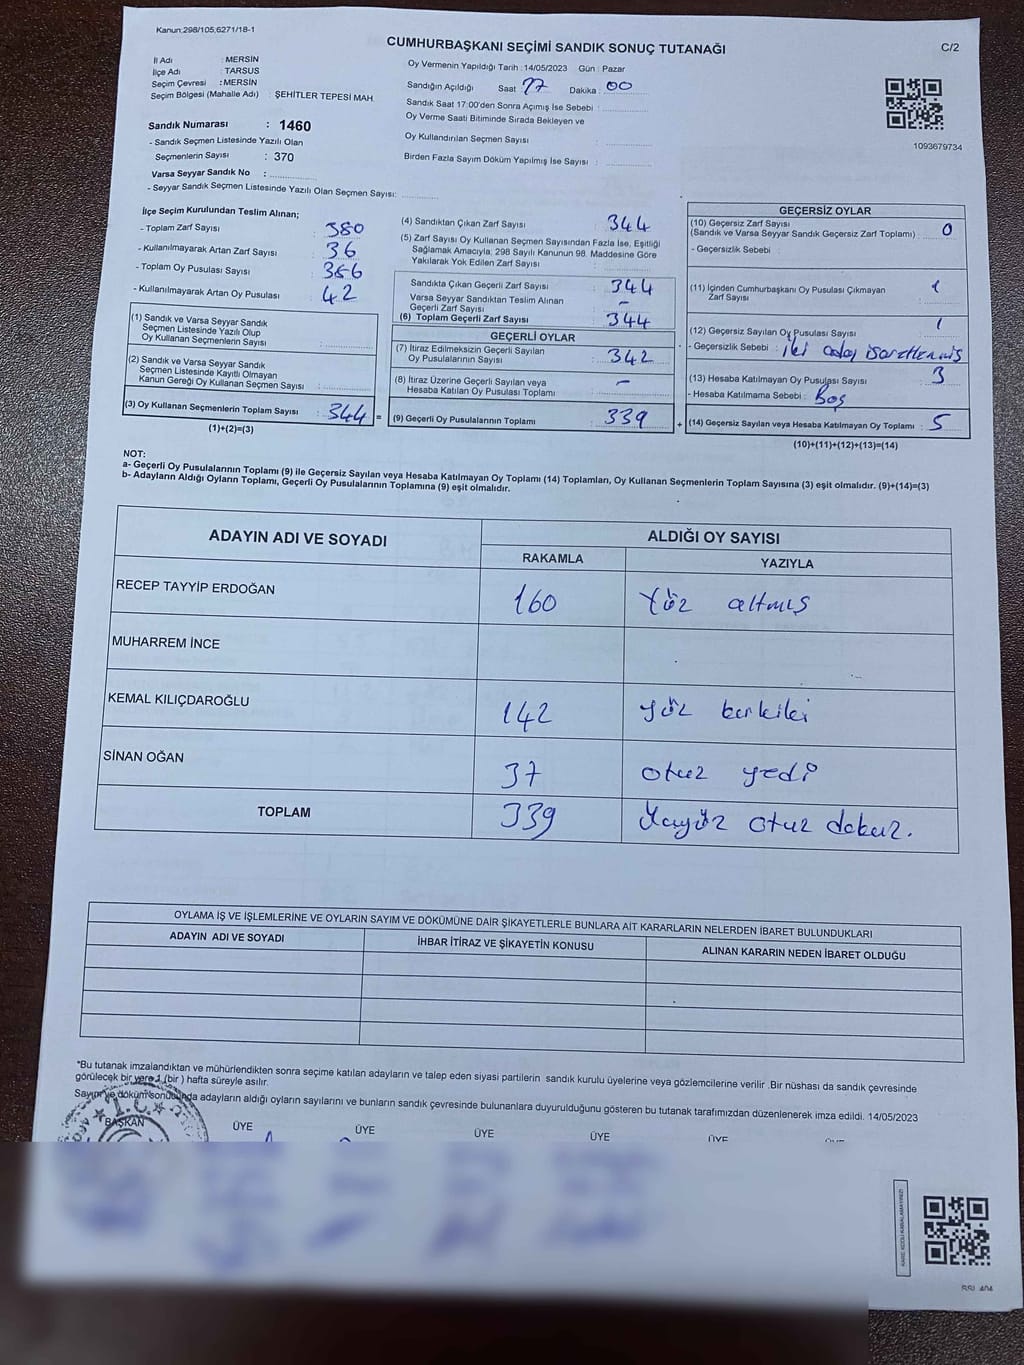 Kanun:298/105,6271/18-1
CUMHURBAŞKANI SEÇİMİ SANDIK SONUÇ TUTANAĞI
C/2
İl Adı : MERSİN
İlçe Adı : TARSUS
Seçim Çevresi : MERSİN
Seçim Bölgesi (Mahalle Adı) : ŞEHİTLER TEPESİ MAH.
Sandık Numarası : 1460
- Sandık Seçmen Listesinde Yazılı Olan
Seçmenlerin Sayısı : 370
Varsa Seyyar Sandık No :
- Seyyar Sandık Seçmen Listesinde Yazılı Olan Seçmen Sayısı:
Oy Vermenin Yapıldığı Tarih : 14/05/2023 Gün : Pazar
Sandığın Açıldığı Saat 17 Dakika : 00
Sandık Saat 17:00'den Sonra Açımış İse Sebebi :
Oy Verme Saati Bitiminde Sırada Bekleyen ve
Oy Kullandırılan Seçmen Sayısı :
Birden Fazla Sayım Döküm Yapılmış İse Sayısı :
1093679734
İlçe Seçim Kurulundan Teslim Alınan;
- Toplam Zarf Sayısı : 380
- Kullanılmayarak Artan Zarf Sayısı : 36
- Toplam Oy Pusulası Sayısı : 386
- Kullanılmayarak Artan Oy Pusulası : 42
(1) Sandık ve Varsa Seyyar Sandık
Seçmen Listesinde Yazılı Olup
Oy Kullanan Seçmenlerin Sayısı :
(2) Sandık ve Varsa Seyyar Sandık
Seçmen Listesinde Kayıtlı Olmayan
Kanun Gereği Oy Kullanan Seçmen Sayısı :
(3) Oy Kullanan Seçmenlerin Toplam Sayısı : 344 =
(1)+(2)=(3)
(4) Sandıktan Çıkan Zarf Sayısı : 344
(5) Zarf Sayısı Oy Kullanan Seçmen Sayısından Fazla İse, Eşitliği
Sağlamak Amacıyla, 298 Sayılı Kanunun 98. Maddesine Göre
Yakılarak Yok Edilen Zarf Sayısı :
Sandıkta Çıkan Geçerli Zarf Sayısı : 344
Varsa Seyyar Sandıktan Teslim Alınan
Geçerli Zarf Sayısı : -
(6) Toplam Geçerli Zarf Sayısı : 344
GEÇERLİ OYLAR
(7) İtiraz Edilmeksizin Geçerli Sayılan
Oy Pusulalarının Sayısı : 342
(8) İtiraz Üzerine Geçerli Sayılan veya
Hesaba Katılan Oy Pusulası Toplamı : -
(9) Geçerli Oy Pusulalarının Toplamı : 339 +
GEÇERSİZ OYLAR
(10) Geçersiz Zarf Sayısı
(Sandık ve Varsa Seyyar Sandık Geçersiz Zarf Toplamı) : 0
- Geçersizlik Sebebi :
(11) İçinden Cumhurbaşkanı Oy Pusulası Çıkmayan
Zarf Sayısı : 1
(12) Geçersiz Sayılan Oy Pusulası Sayısı : 1
- Geçersizlik Sebebi : iki aday işaretlenmiş
(13) Hesaba Katılmayan Oy Pusulası Sayısı : 3
- Hesaba Katılmama Sebebi : Boş
(14) Geçersiz Sayılan veya Hesaba Katılmayan Oy Toplamı : 5
(10)+(11)+(12)+(13)=(14)
NOT:
a- Geçerli Oy Pusulalarının Toplamı (9) ile Geçersiz Sayılan veya Hesaba Katılmayan Oy Toplamı (14) Toplamları, Oy Kullanan Seçmenlerin Toplam Sayısına (3) eşit olmalıdır. (9)+(14)=(3)
b- Adayların Aldığı Oyların Toplamı, Geçerli Oy Pusulalarının Toplamına (9) eşit olmalıdır.
ADAYIN ADI VE SOYADI
ALDIĞI OY SAYISI
RAKAMLA YAZIYLA
RECEP TAYYİP ERDOĞAN 160 Yüz altmış
MUHARREM İNCE
KEMAL KILIÇDAROĞLU 142 yüz kırkiki
SİNAN OĞAN 37 otuz yedi
TOPLAM 339 otuz dokuz.
OYLAMA İŞ VE İŞLEMLERİNE VE OYLARIN SAYIM VE DÖKÜMÜNE DAİR ŞİKAYETLERLE BUNLARA AİT KARARLARIN NELERDEN İBARET BULUNDUKLARI
ADAYIN ADI VE SOYADI İHBAR İTİRAZ VE ŞİKAYETİN KONUSU ALINAN KARARIN NEDEN İBARET OLDUĞU
*Bu tutanak imzalandıktan ve mühürlendikten sonra seçime katılan adayların ve talep eden siyasi partilerin sandık kurulu üyelerine veya gözlemcilerine verilir .Bir nüshası da sandık çevresinde
görülecek bir yere 1 (bir ) hafta süreyle asılır.
Sayım ve döküm sonucunda adayların aldığı oyların sayılarını ve bunların sandık çevresinde bulunanlara duyurulduğunu gösteren bu tutanak tarafımızdan düzenlenerek imza edildi. 14/05/2023
BAŞKAN ÜYE ÜYE ÜYE ÜYE ÜYE
T.C.